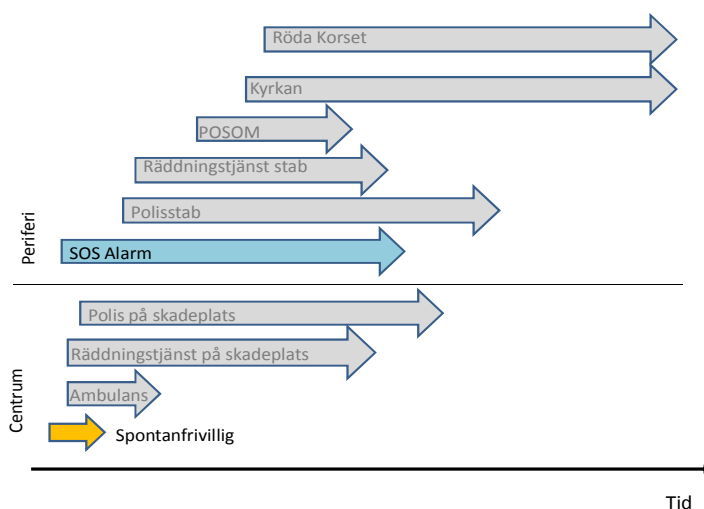 Röda Korset
Kyrkan
POSOM
Räddningstjänst stab
Polisstab
SOS Alarm
Periferi
Polis på skadeplats
Räddningstjänst på skadeplats
Ambulans
Spontanfrivillig
Centrum
Tid